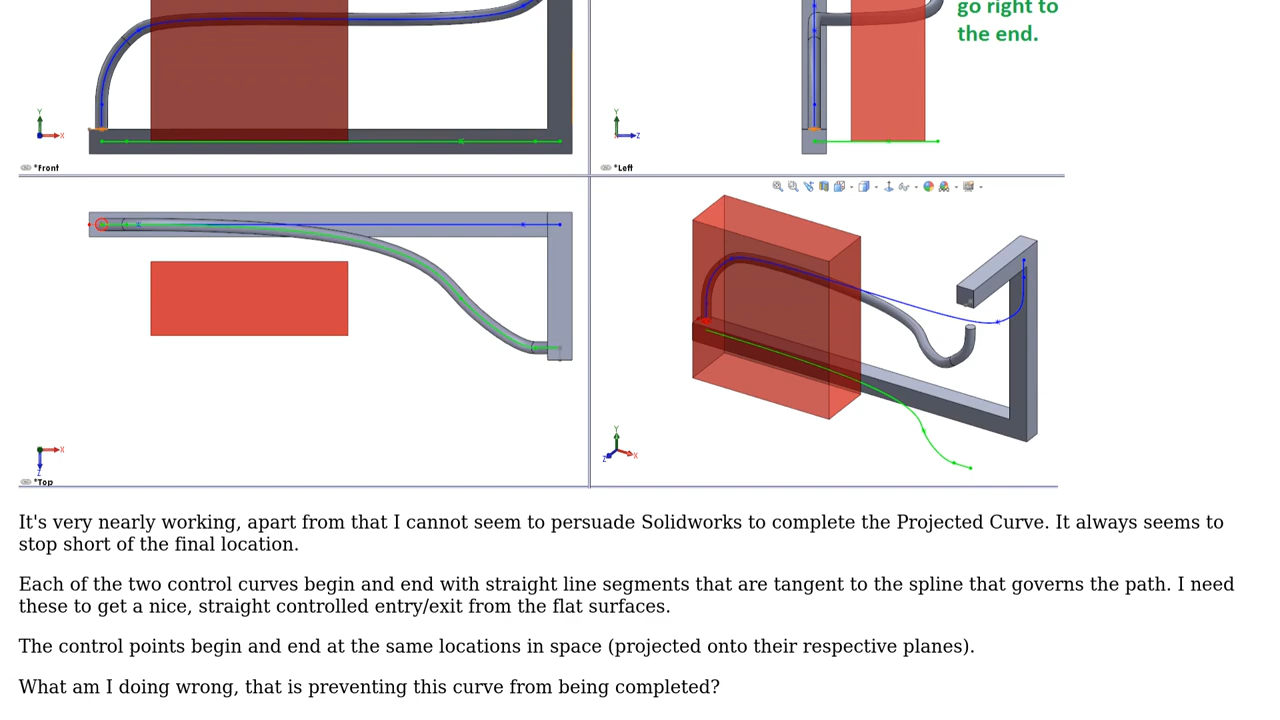 go right to
the end.
Y
X
*Front
Y
Z
*Left
X
Z
*Top
Y
Z
X
It's very nearly working, apart from that I cannot seem to persuade Solidworks to complete the Projected Curve. It always seems to
stop short of the final location.
Each of the two control curves begin and end with straight line segments that are tangent to the spline that governs the path. I need
these to get a nice, straight controlled entry/exit from the flat surfaces.
The control points begin and end at the same locations in space (projected onto their respective planes).
What am I doing wrong, that is preventing this curve from being completed?